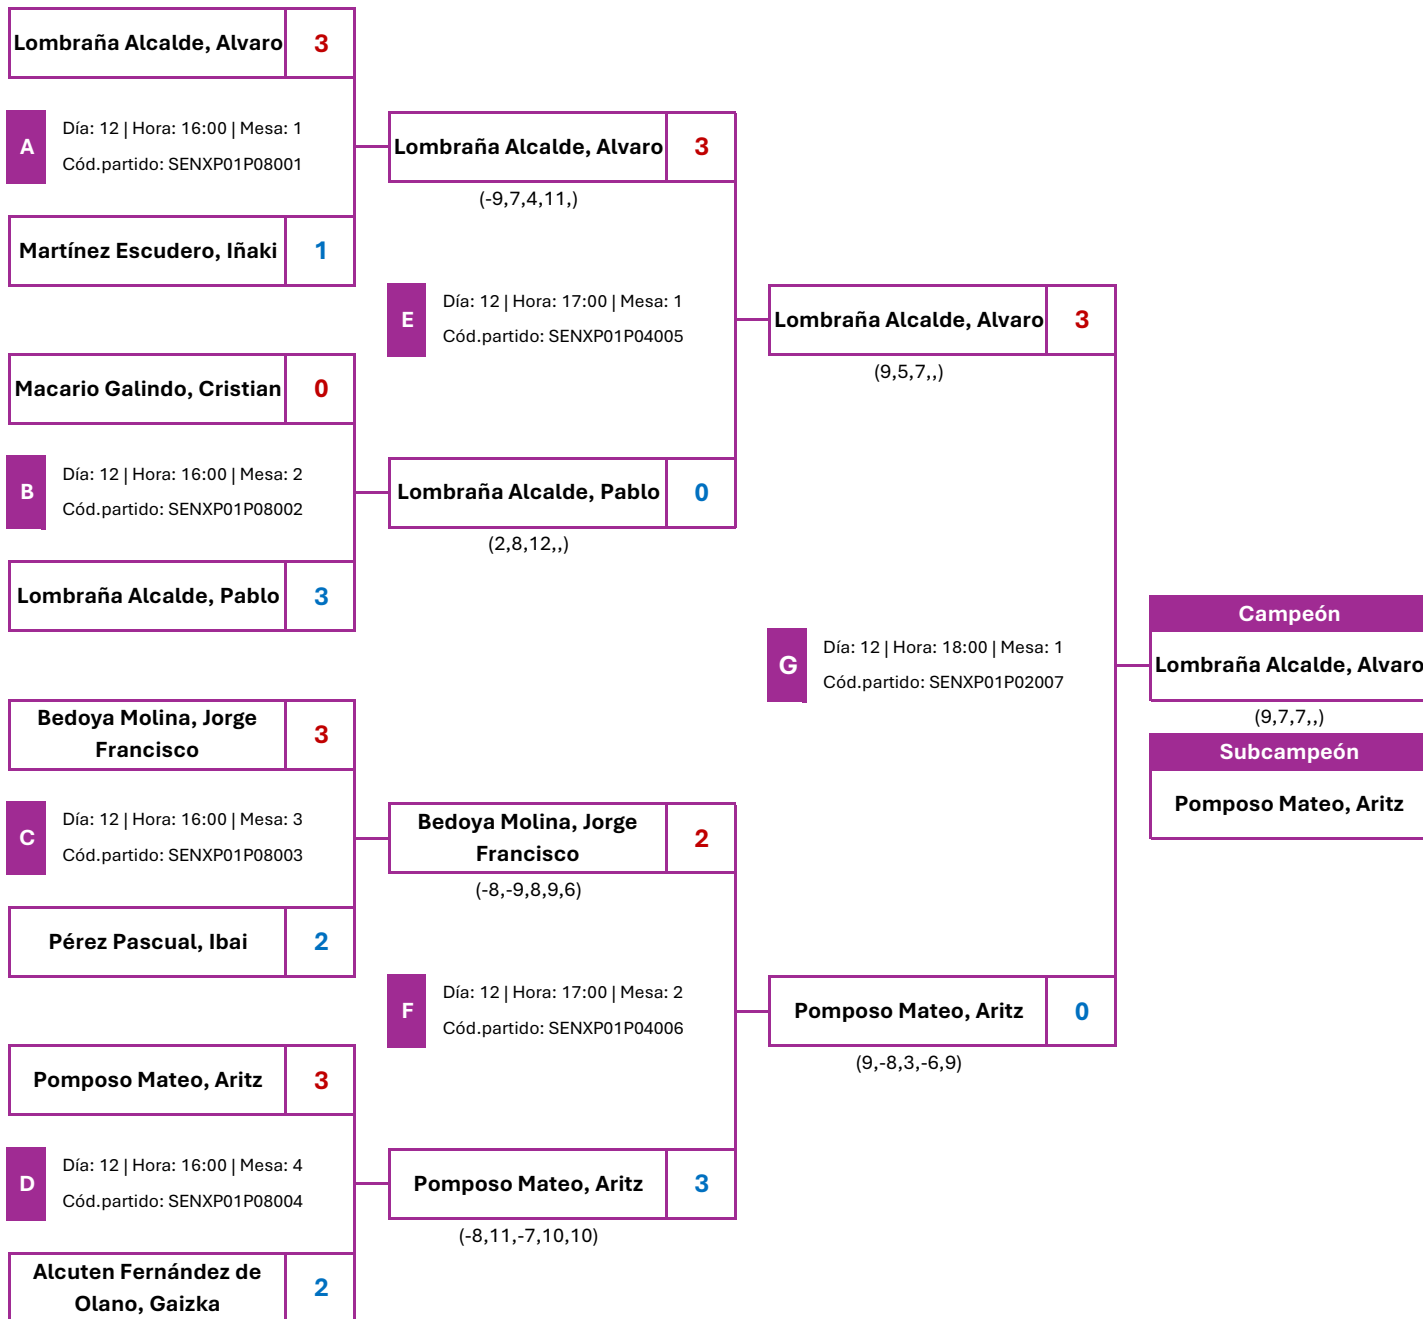 Lombraña Alcalde, Alvaro 3
A
Día: 12 | Hora: 16:00 | Mesa: 1
Cód.partido: SENXP01P08001
Martínez Escudero, Iñaki 1
Macario Galindo, Cristian 0
B
Día: 12 | Hora: 16:00 | Mesa: 2
Cód.partido: SENXP01P08002
Lombraña Alcalde, Pablo 3
Bedoya Molina, Jorge
Francisco
3
C
Día: 12 | Hora: 16:00 | Mesa: 3
Cód.partido: SENXP01P08003
Pérez Pascual, Ibai 2
Pomposo Mateo, Aritz 3
D
Día: 12 | Hora: 16:00 | Mesa: 4
Cód.partido: SENXP01P08004
Alcuten Fernández de
Olano, Gaizka
2
Lombraña Alcalde, Alvaro 3
(-9,7,4,11,)
E
Día: 12 | Hora: 17:00 | Mesa: 1
Cód.partido: SENXP01P04005
Lombraña Alcalde, Pablo 0
(2,8,12,,)
Bedoya Molina, Jorge
Francisco
2
(-8,-9,8,9,6)
F
Día: 12 | Hora: 17:00 | Mesa: 2
Cód.partido: SENXP01P04006
Pomposo Mateo, Aritz 3
(-8,11,-7,10,10)
Lombraña Alcalde, Alvaro 3
(9,5,7,,)
G
Día: 12 | Hora: 18:00 | Mesa: 1
Cód.partido: SENXP01P02007
Pomposo Mateo, Aritz 0
(9,-8,3,-6,9)
Campeón
Lombraña Alcalde, Alvaro
(9,7,7,,)
Subcampeón
Pomposo Mateo, Aritz